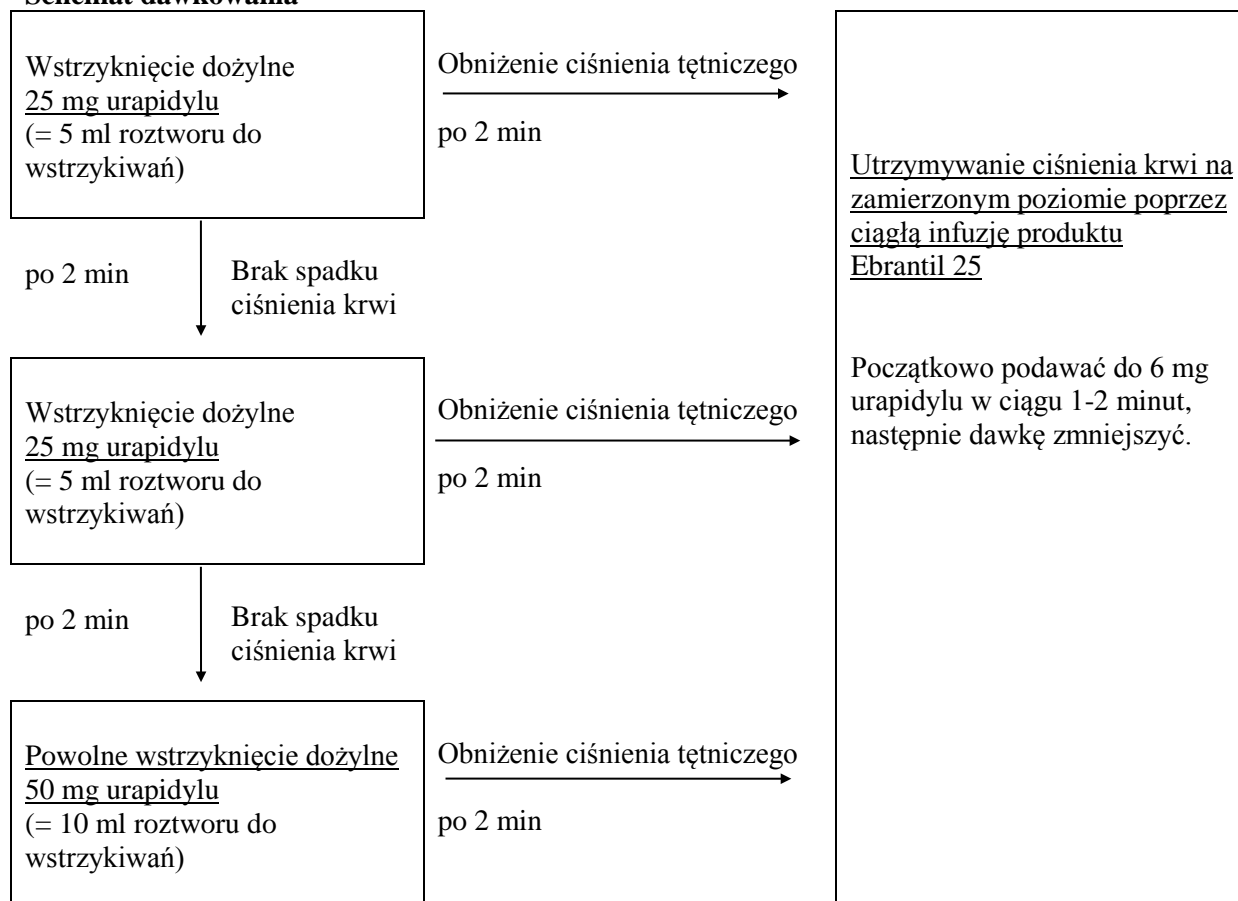 Schemat dawkowania
Wstrzyknięcie dożylne
25 mg urapidylu
(= 5 ml roztworu do
wstrzykiwań)
Obniżenie ciśnienia tętniczego
po 2 min
po 2 min
Brak spadku
ciśnienia krwi
Wstrzyknięcie dożylne
25 mg urapidylu
(= 5 ml roztworu do
wstrzykiwań)
Obniżenie ciśnienia tętniczego
po 2 min
po 2 min
Brak spadku
ciśnienia krwi
Powolne wstrzyknięcie dożylne
50 mg urapidylu
(= 10 ml roztworu do
wstrzykiwań)
Obniżenie ciśnienia tętniczego
po 2 min
Utrzymywanie ciśnienia krwi na
zamierzonym poziomie poprzez
ciągłą infuzję produktu
Ebrantil 25
Początkowo podawać do 6 mg
urapidylu w ciągu 1-2 minut,
następnie dawkę zmniejszyć.